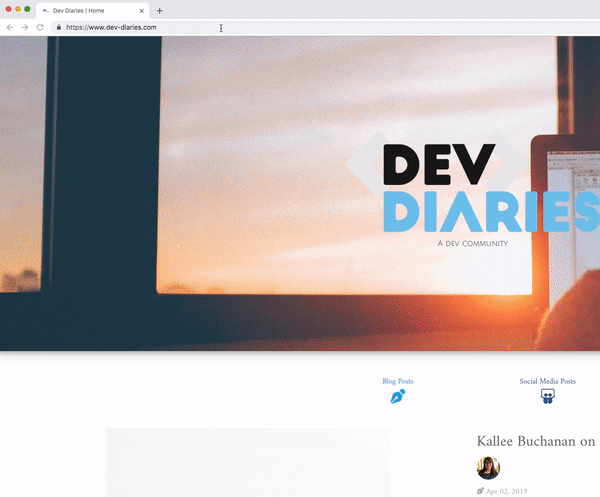 Dev Diaries | Home
https://www.dev-diaries.com
DEV
DIARIES
A DEV COMMUNITY
Blog Posts
Social Media Posts
Kallee Buchanan on
Apr 02, 2019